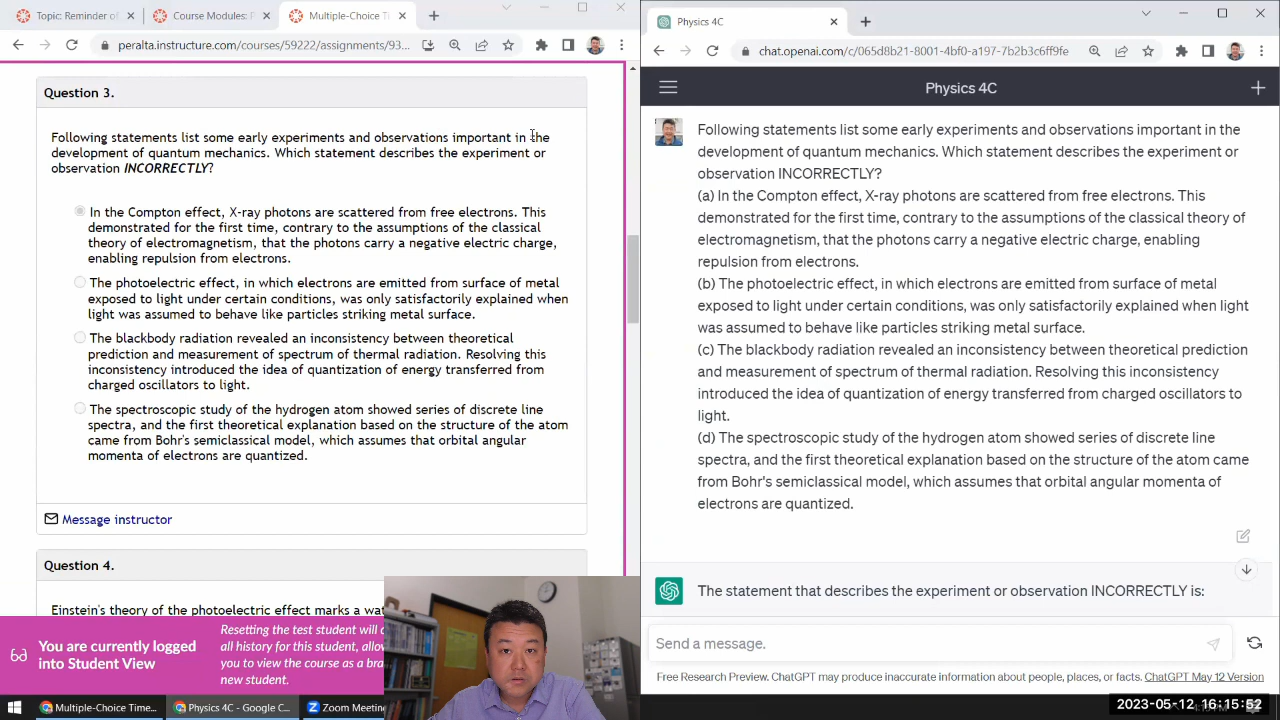 Topic: Reminder of
Course Modules: P
Multiple-Choice Ti
peralta.instructure.com/courses/59222/assignments/93...
Question 3.
Following statements list some early experiments and observations important in the
development of quantum mechanics. Which statement describes the experiment or
observation INCORRECTLY?
In the Compton effect, X-ray photons are scattered from free electrons. This
demonstrated for the first time, contrary to the assumptions of the classical
theory of electromagnetism, that the photons carry a negative electric charge,
enabling repulsion from electrons.
The photoelectric effect, in which electrons are emitted from surface of metal
exposed to light under certain conditions, was only satisfactorily explained when
light was assumed to behave like particles striking metal surface.
The blackbody radiation revealed an inconsistency between theoretical
prediction and measurement of spectrum of thermal radiation. Resolving this
inconsistency introduced the idea of quantization of energy transferred from
charged oscillators to light.
The spectroscopic study of the hydrogen atom showed series of discrete line
spectra, and the first theoretical explanation based on the structure of the atom
came from Bohr's semiclassical model, which assumes that orbital angular
momenta of electrons are quantized.
Message instructor
Question 4.
Einstein's theory of the photoelectric effect marks a wat
You are currently logged
into Student View
Resetting the test student will c
all history for this student, allow
you to view the course as a bra
new student.
Multiple-Choice Time...
Physics 4C - Google C...
Zoom Meeting
Physics 4C
chat.openai.com/c/065d8b21-8001-4bf0-a197-7b2b3c6ff9fe
Physics 4C
Following statements list some early experiments and observations important in the
development of quantum mechanics. Which statement describes the experiment or
observation INCORRECTLY?
(a) In the Compton effect, X-ray photons are scattered from free electrons. This
demonstrated for the first time, contrary to the assumptions of the classical theory of
electromagnetism, that the photons carry a negative electric charge, enabling
repulsion from electrons.
(b) The photoelectric effect, in which electrons are emitted from surface of metal
exposed to light under certain conditions, was only satisfactorily explained when light
was assumed to behave like particles striking metal surface.
(c) The blackbody radiation revealed an inconsistency between theoretical prediction
and measurement of spectrum of thermal radiation. Resolving this inconsistency
introduced the idea of quantization of energy transferred from charged oscillators to
light.
(d) The spectroscopic study of the hydrogen atom showed series of discrete line
spectra, and the first theoretical explanation based on the structure of the atom came
from Bohr's semiclassical model, which assumes that orbital angular momenta of
electrons are quantized.
The statement that describes the experiment or observation INCORRECTLY is:
Send a message.
Free Research Preview. ChatGPT may produce inaccurate information about people, places, or facts. ChatGPT May 12 Version
2023-05-12 16:15:52